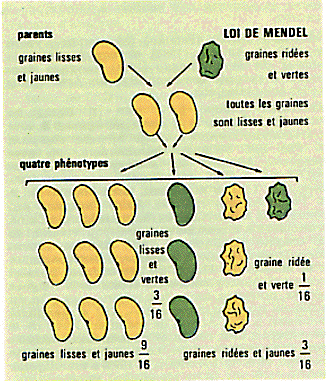 parents
LOI DE MENDEL
graines lisses
et jaunes
graines ridées
et vertes
toutes les graines
sont lisses et jaunes
quatre phénotypes
graines
lisses
et
vertes
3
16
graine ridée
et verte 1
16
graines lisses et jaunes 9
16
graines ridées et jaunes 3
16